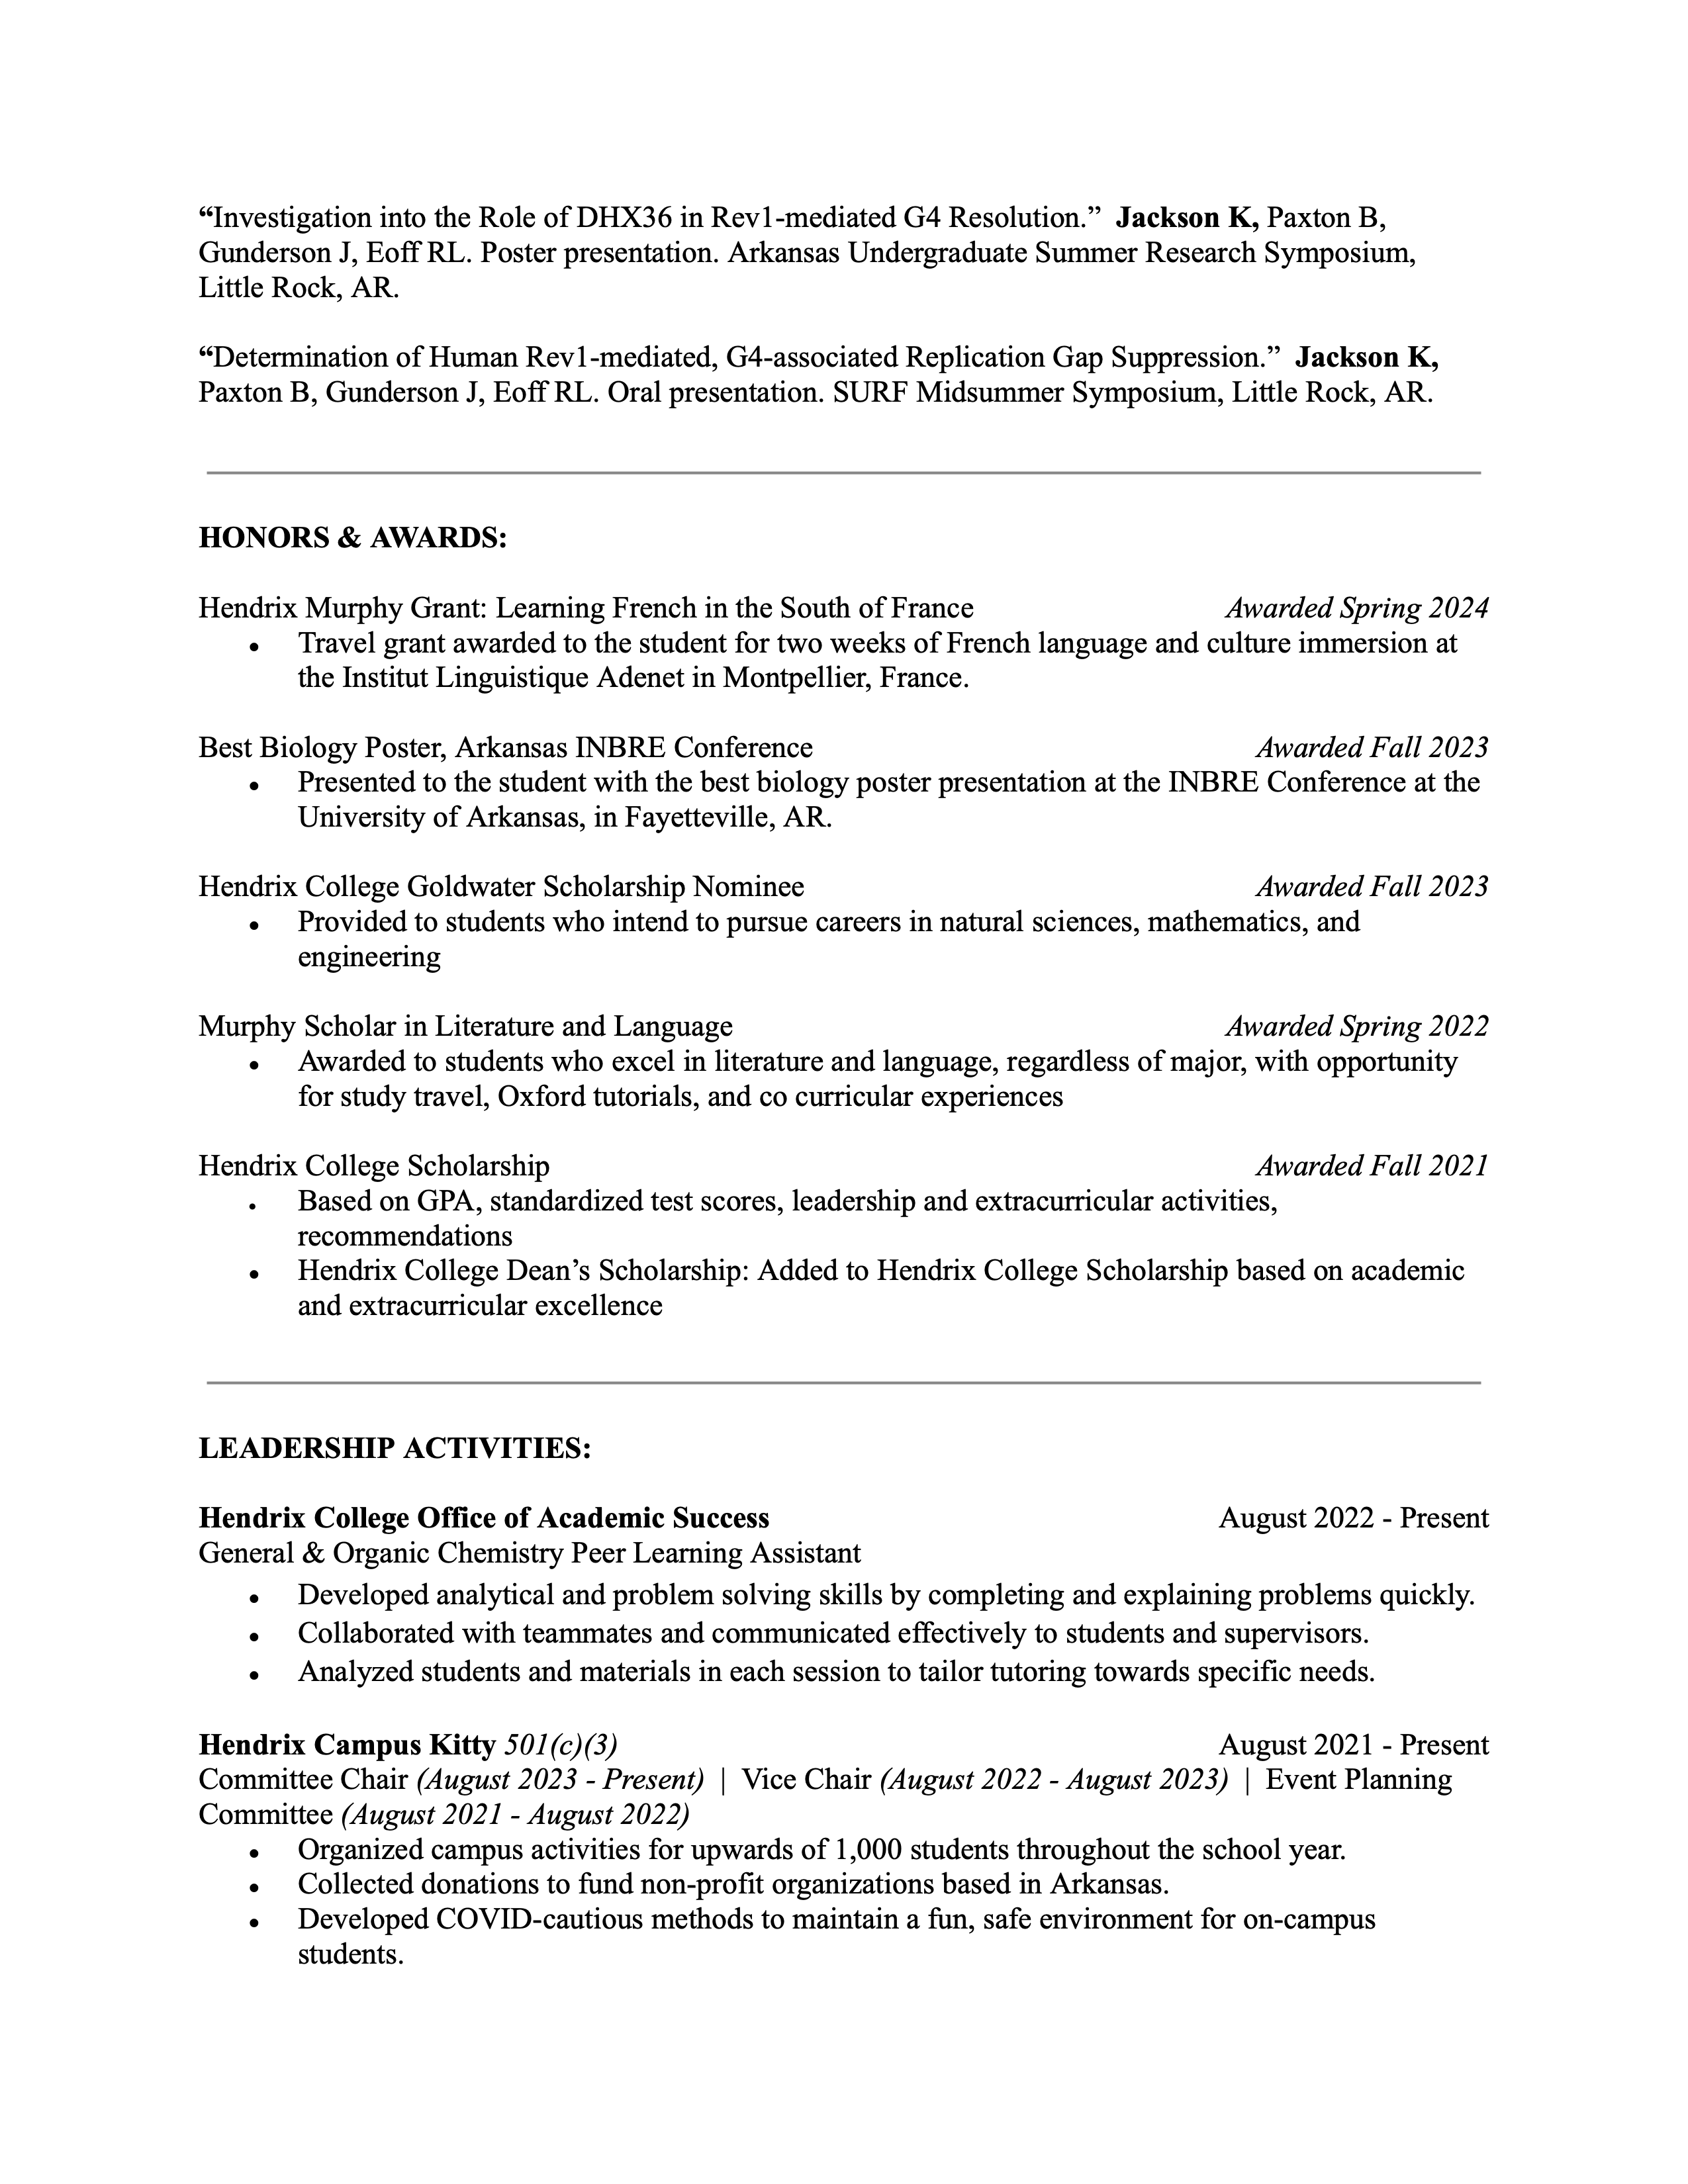 “Investigation into the Role of DHX36 in Rev1-mediated G4 Resolution.” Jackson K, Paxton B,
Gunderson J, Eoff RL. Poster presentation. Arkansas Undergraduate Summer Research Symposium,
Little Rock, AR.
“Determination of Human Rev1-mediated, G4-associated Replication Gap Suppression.” Jackson K,
Paxton B, Gunderson J, Eoff RL. Oral presentation. SURF Midsummer Symposium, Little Rock, AR.
HONORS & AWARDS:
Hendrix Murphy Grant: Learning French in the South of France Awarded Spring 2024
• Travel grant awarded to the student for two weeks of French language and culture immersion at
the Institut Linguistique Adenet in Montpellier, France.
Best Biology Poster, Arkansas INBRE Conference Awarded Fall 2023
• Presented to the student with the best biology poster presentation at the INBRE Conference at the
University of Arkansas, in Fayetteville, AR.
Hendrix College Goldwater Scholarship Nominee Awarded Fall 2023
• Provided to students who intend to pursue careers in natural sciences, mathematics, and
engineering
Murphy Scholar in Literature and Language Awarded Spring 2022
• Awarded to students who excel in literature and language, regardless of major, with opportunity
for study travel, Oxford tutorials, and co curricular experiences
Hendrix College Scholarship Awarded Fall 2021
• Based on GPA, standardized test scores, leadership and extracurricular activities,
recommendations
• Hendrix College Dean’s Scholarship: Added to Hendrix College Scholarship based on academic
and extracurricular excellence
LEADERSHIP ACTIVITIES:
Hendrix College Office of Academic Success August 2022 - Present
General & Organic Chemistry Peer Learning Assistant
• Developed analytical and problem solving skills by completing and explaining problems quickly.
• Collaborated with teammates and communicated effectively to students and supervisors.
• Analyzed students and materials in each session to tailor tutoring towards specific needs.
Hendrix Campus Kitty 501(c)(3) August 2021 - Present
Committee Chair (August 2023 - Present) | Vice Chair (August 2022 - August 2023) | Event Planning
Committee (August 2021 - August 2022)
• Organized campus activities for upwards of 1,000 students throughout the school year.
• Collected donations to fund non-profit organizations based in Arkansas.
• Developed COVID-cautious methods to maintain a fun, safe environment for on-campus
students.